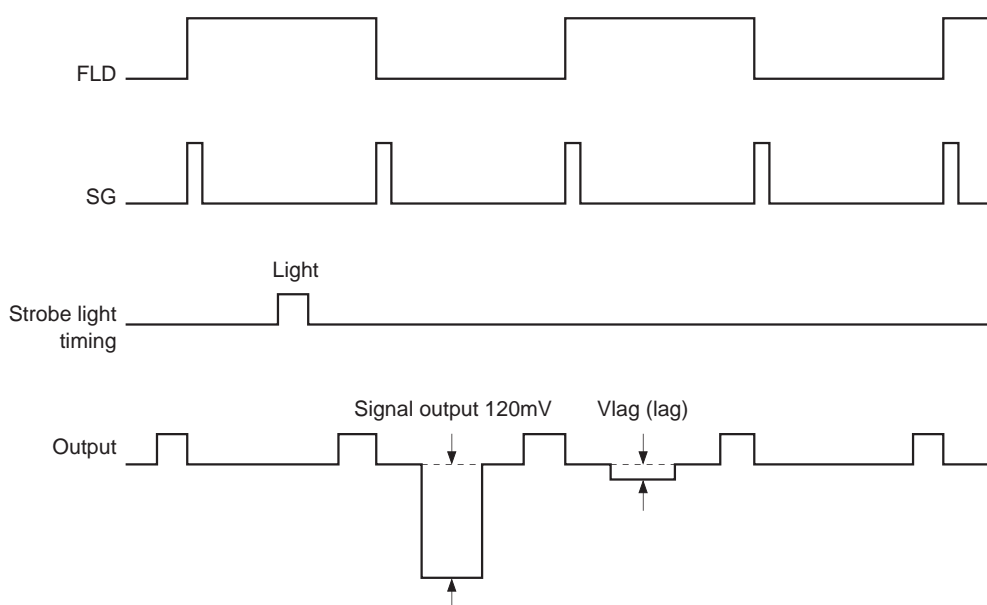 FLD
SG
Light
Strobe light
timing
Signal output 120mV
Vlag (lag)
Output